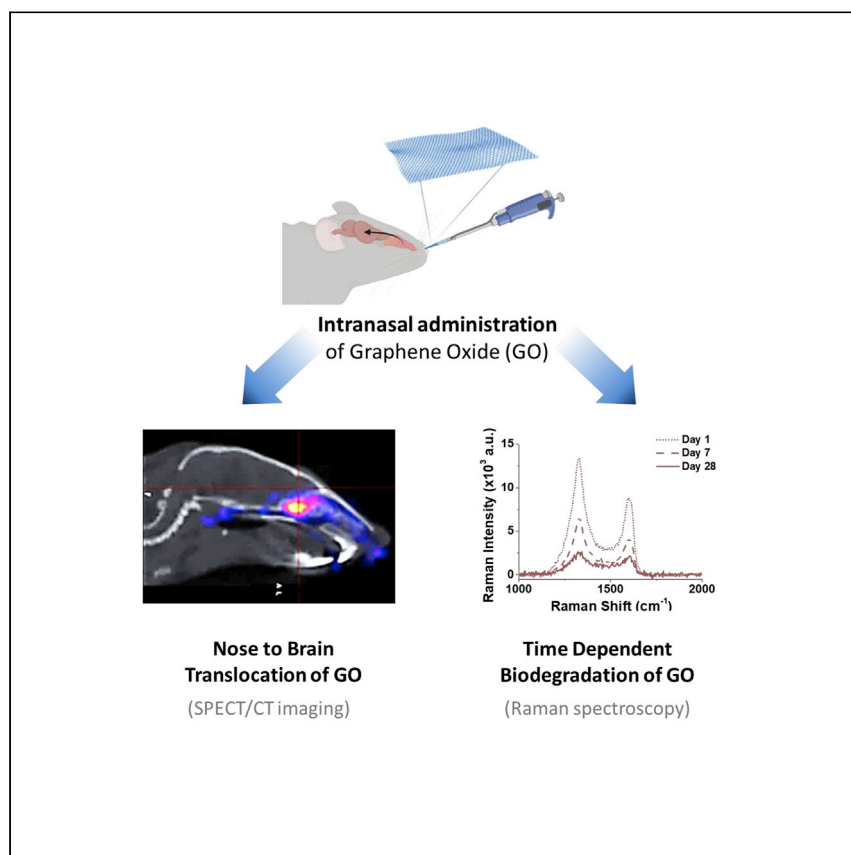 Intranasal administration
of Graphene Oxide (GO)
15
10
5
0
Raman Intensity (x10³ a.u.)
Day 1
Day 7
Day 28
1000
1500
2000
Raman Shift (cm⁻¹)
Nose to Brain
Translocation of GO
(SPECT/CT imaging)
Time Dependent
Biodegradation of GO
(Raman spectroscopy)